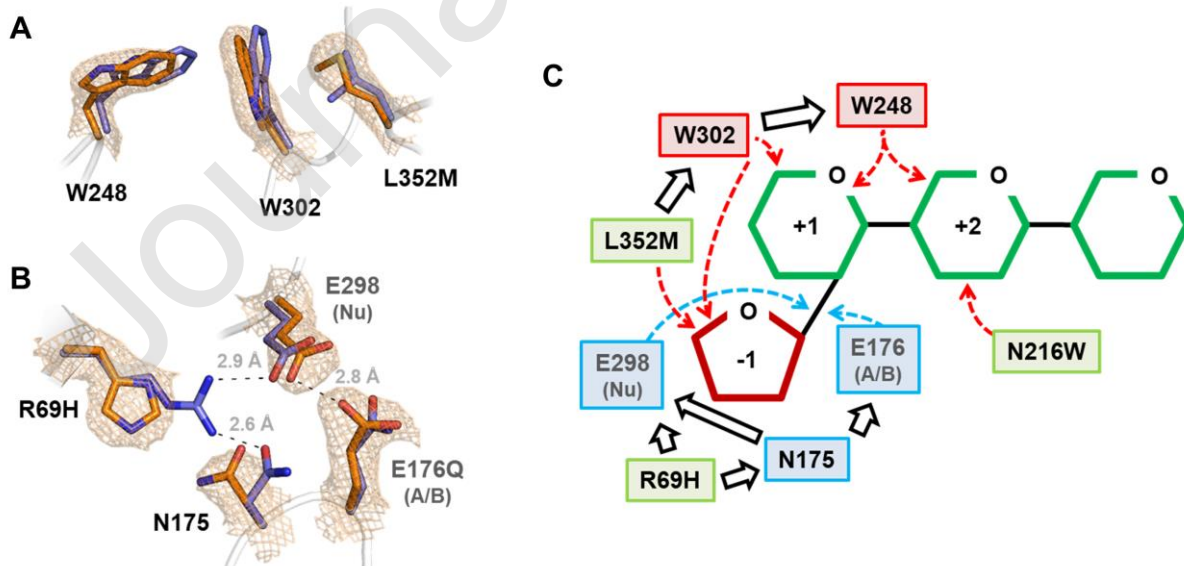 A
W248
W302
L352M
Journa
B
E298
(Nu)
2.9 Å
2.8 Å
R69H
2.6 Å
E176Q
(A/B)
N175
C
W248
W302
O
O
O
+1
+2
L352M
O
E298
(Nu)
-1
E176
(A/B)
N216W
N175
R69H